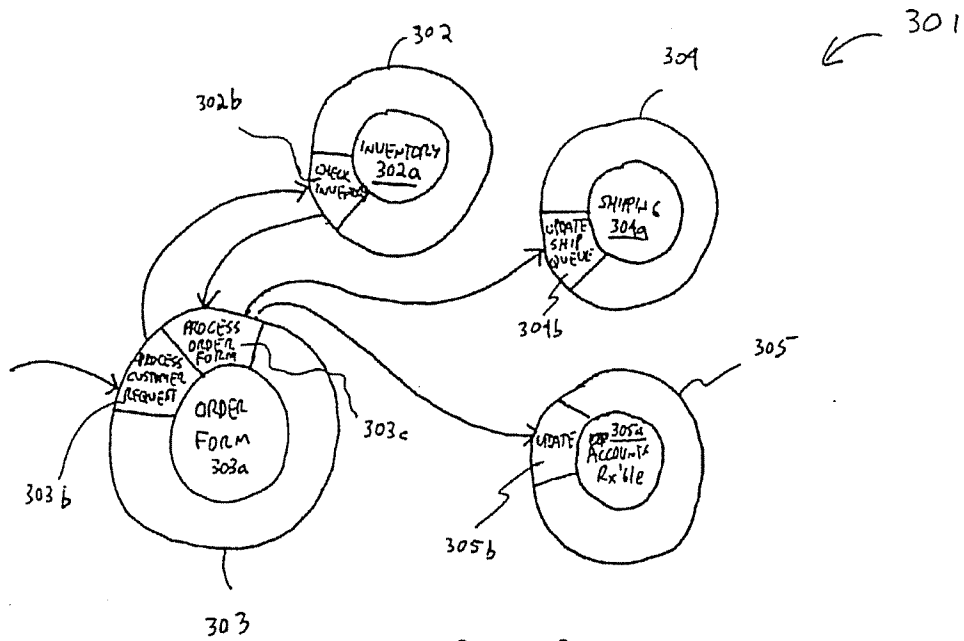 301
302
304
302b
INVENTORY
302a
CHECK
INVENTORY
SHIPPING
304a
UPDATE
SHIP
QUEUE
304b
PROCESS
ORDER
FORM
PROCESS
CUSTOMER
REQUEST
305
ORDER
FORM
303a
303c
UPDATE
305a
ACCOUNTS
Rx'ble
303b
305b
303